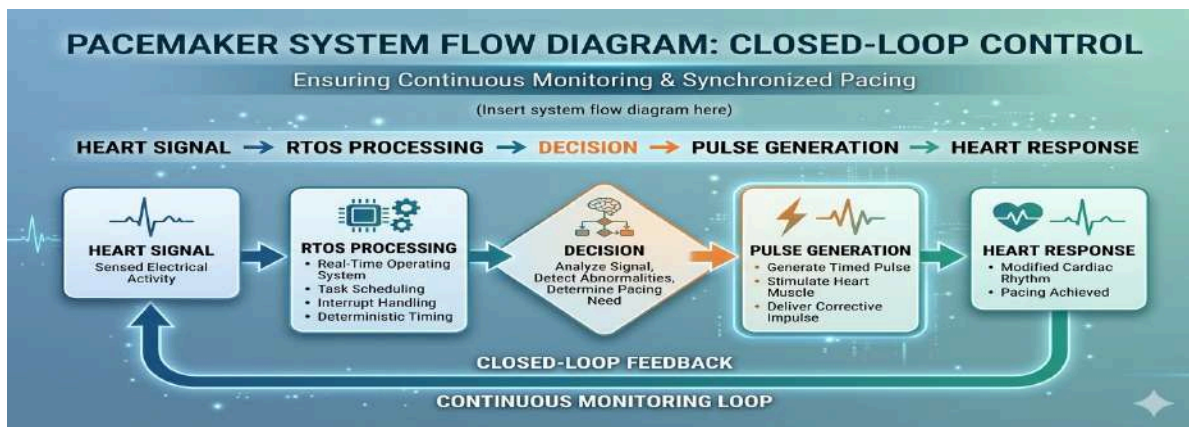 PACEMAKER SYSTEM FLOW DIAGRAM: CLOSED-LOOP CONTROL
Ensuring Continuous Monitoring & Synchronized Pacing
(Insert system flow diagram here)
HEART SIGNAL → RTOS PROCESSING → DECISION → PULSE GENERATION → HEART RESPONSE
HEART SIGNAL
Sensed Electrical
Activity
RTOS PROCESSING
• Real-Time Operating
System
• Task Scheduling
• Interrupt Handling
• Deterministic Timing
DECISION
Analyze Signal,
Detect Abnormalities,
Determine Pacing
Need
PULSE GENERATION
• Generate Timed Pulse
• Stimulate Heart
Muscle
• Deliver Corrective
Impulse
HEART RESPONSE
• Modified Cardiac
Rhythm
• Pacing Achieved
CLOSED-LOOP FEEDBACK
CONTINUOUS MONITORING LOOP